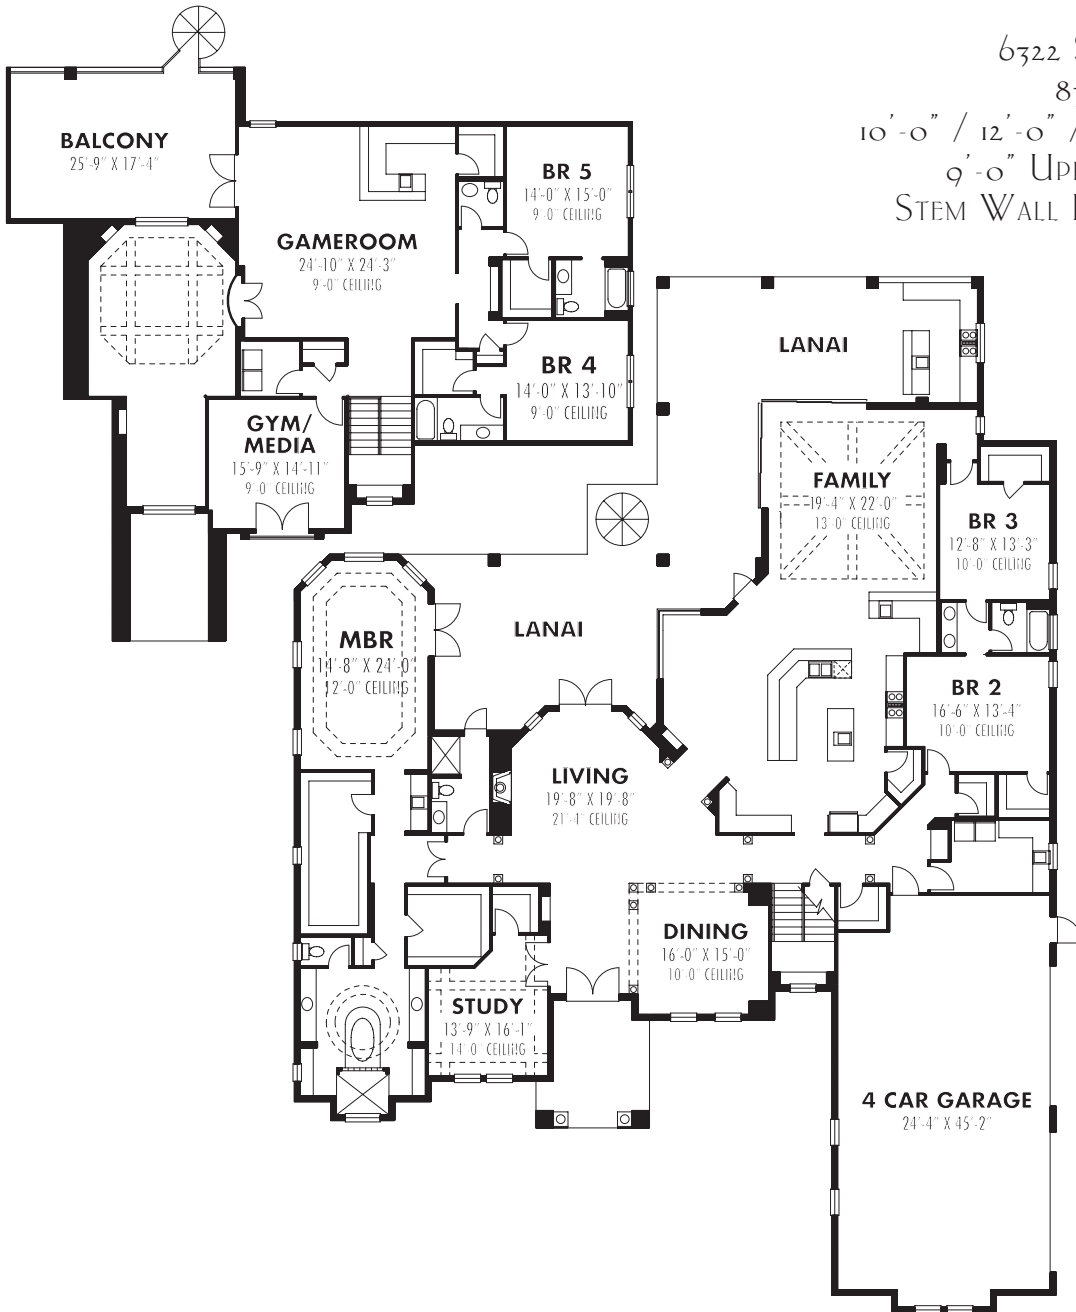 6322
10'-0" / 12'-0" /
9'-0"
STEM WALL
BALCONY
25'-9" X 17'-4"
BR 5
14'-0" X 15'-0"
9'-0" CEILING
GAMEROOM
24'-10" X 24'-3"
9'-0" CEILING
BR 4
14'-0" X 13'-10"
9'-0" CEILING
GYM/
MEDIA
15'-9" X 14'-11"
9'-0" CEILING
LANAI
FAMILY
19'-4" X 22'-0"
13'-0" CEILING
BR 3
12'-8" X 13'-3"
10'-0" CEILING
MBR
14'-8" X 24'-0"
12'-0" CEILING
LANAI
BR 2
16'-6" X 13'-4"
10'-0" CEILING
LIVING
19'-8" X 19'-8"
21'-4" CEILING
DINING
16'-0" X 15'-0"
10'-0" CEILING
STUDY
13'-9" X 16'-1"
14'-0" CEILING
4 CAR GARAGE
24'-4" X 45'-2"